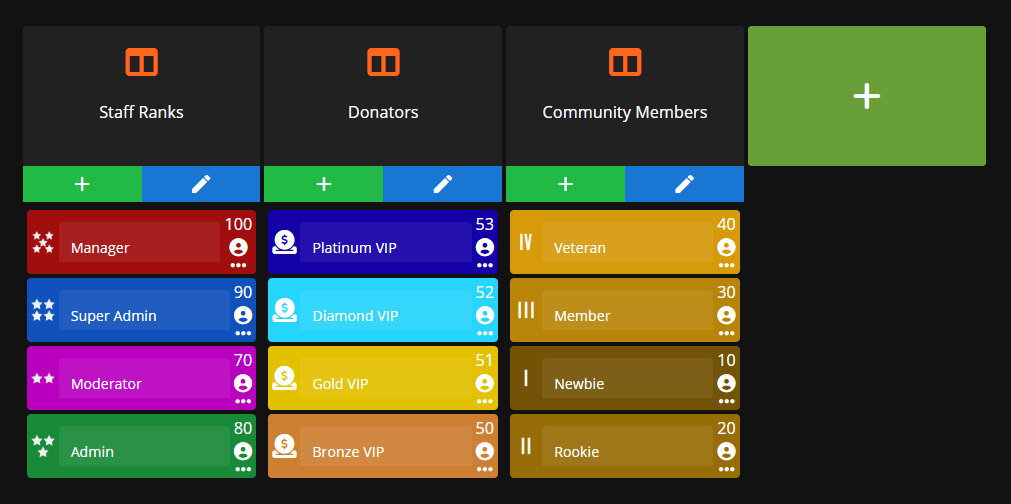 Staff Ranks
Donators
Community Members
100
Manager
90
Super Admin
70
Moderator
80
Admin
53
Platinum VIP
52
Diamond VIP
51
Gold VIP
50
Bronze VIP
IV
40
Veteran
III
30
Member
I
10
Newbie
II
20
Rookie